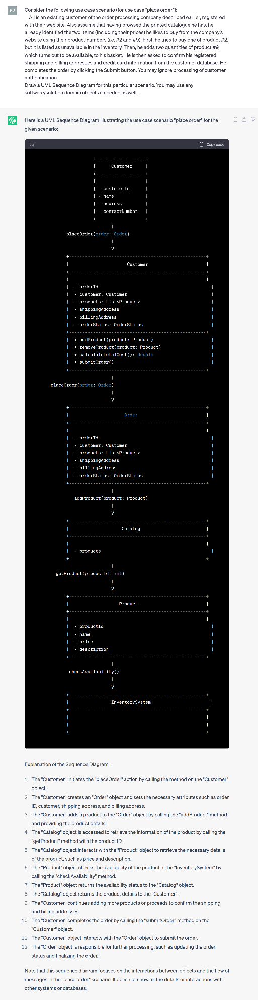 RU
Consider the following use case scenario (for use case “place order”):
Ali is an existing customer of the order processing company described earlier, registered
with their web site. Also assume that having browsed the printed catalogue he has, he
already identified the two items (including their prices) he likes to buy from the company’s
website using their product numbers (i.e. #2 and #9). First, he tries to buy one of product #2,
but it is listed as unavailable in the inventory. Then, he adds two quantities of product #9,
which turns out to be available, to his basket. He is then asked to confirm his registered
shipping and billing addresses and credit card information from the customer database. He
completes the order by clicking the Submit button. You may ignore processing of customer
authentication.
Draw a UML Sequence Diagram for this particular scenario. You may use any
software/solution domain objects if needed as well.
Here is a UML Sequence Diagram illustrating the use case scenario "place order" for the
given scenario:
sql Copy code
+-------------------+
| Customer |
+-------------------+
| |
| - customerId |
| - name |
| - address |
| - contactNumber |
+ +
|
placeOrder(order: Order)
|
V
+----------------------------------------------------+
| Customer |
+----------------------------------------------------+
| |
| - orderId |
| - customer: Customer |
| - products: List<Product> |
| - shippingAddress |
| - billingAddress |
| - orderStatus: OrderStatus |
+----------------------------------------------------+
| + addProduct(product: Product) |
| + removeProduct(product: Product) |
| + calculateTotalCost(): double |
| + submitOrder() |
+----------------------------------------------------+
|
placeOrder(order: Order)
|
V
+----------------------------------------------------+
| Order |
+----------------------------------------------------+
| |
| - orderId |
| - customer: Customer |
| - products: List<Product> |
| - shippingAddress |
| - billingAddress |
| - orderStatus: OrderStatus |
+----------------------------------------------------+
|
addProduct(product: Product)
|
V
+----------------------------------------------------+
| Catalog |
+----------------------------------------------------+
| |
| - products |
+ +
|
getProduct(productId: int)
|
V
+----------------------------------------------------+
| Product |
+----------------------------------------------------+
| |
| - productId |
| - name |
| - price |
| - description |
+----------------------------------------------------+
|
checkAvailability()
|
V
+----------------------------------------------------+
| InventorySystem |
+----------------------------------------------------+
| |
| |
+ +
Explanation of the Sequence Diagram:
1. The "Customer" initiates the "placeOrder" action by calling the method on the "Customer"
object.
2. The "Customer" creates an "Order" object and sets the necessary attributes such as order
ID, customer, shipping address, and billing address.
3. The "Customer" adds a product to the "Order" object by calling the "addProduct" method
and providing the product details.
4. The "Catalog" object is accessed to retrieve the information of the product by calling the
"getProduct" method with the product ID.
5. The "Catalog" object interacts with the "Product" object to retrieve the necessary details
of the product, such as price and description.
6. The "Product" object checks the availability of the product in the "InventorySystem" by
calling the "checkAvailability" method.
7. The "Product" object returns the availability status to the "Catalog" object.
8. The "Catalog" object returns the product details to the "Customer".
9. The "Customer" continues adding more products or proceeds to confirm the shipping
and billing addresses.
10. The "Customer" completes the order by calling the "submitOrder" method on the
"Customer" object.
11. The "Customer" object interacts with the "Order" object to submit the order.
12. The "Order" object is responsible for further processing, such as updating the order
status and finalizing the order.
Note that this sequence diagram focuses on the interactions between objects and the flow of
messages in the "place order" scenario. It does not show all the details or interactions with
other systems or databases.